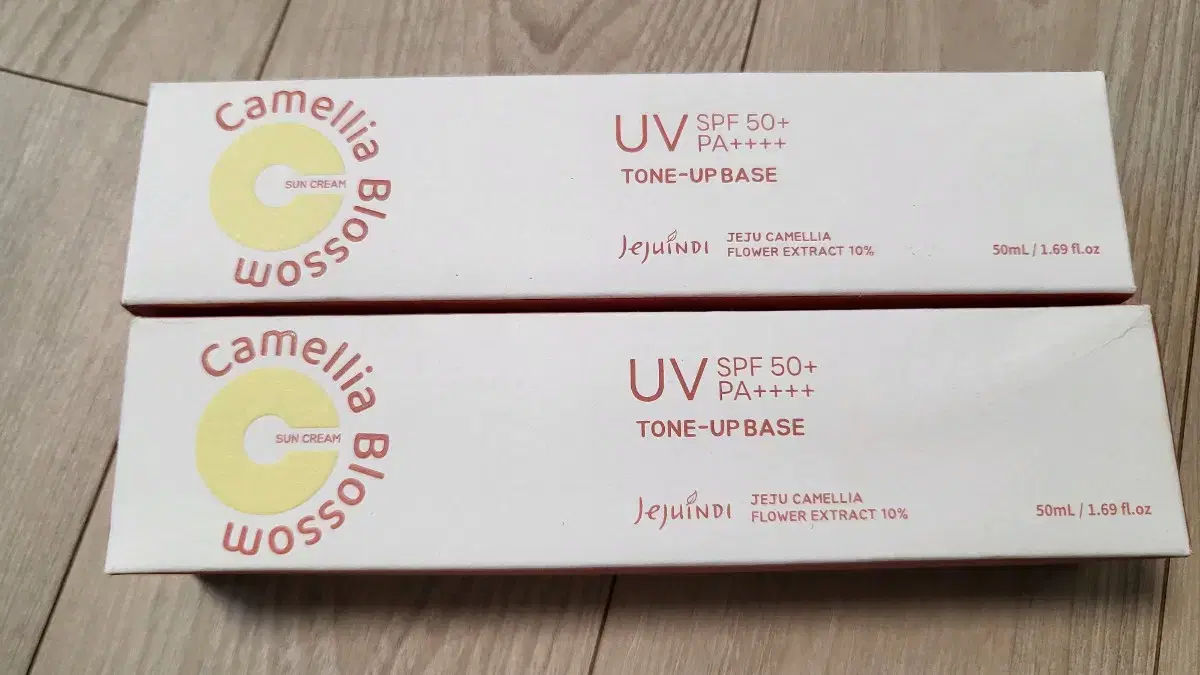 Camellia Blossom
SUN CREAM
UV SPF 50+
PA++++
TONE-UP BASE
JejuiNDI
JEJU CAMELLIA
FLOWER EXTRACT 10%
50mL / 1.69 fl.oz
Camellia Blossom
SUN CREAM
UV SPF 50+
PA++++
TONE-UP BASE
JejuiNDI
JEJU CAMELLIA
FLOWER EXTRACT 10%
50mL / 1.69 fl.oz